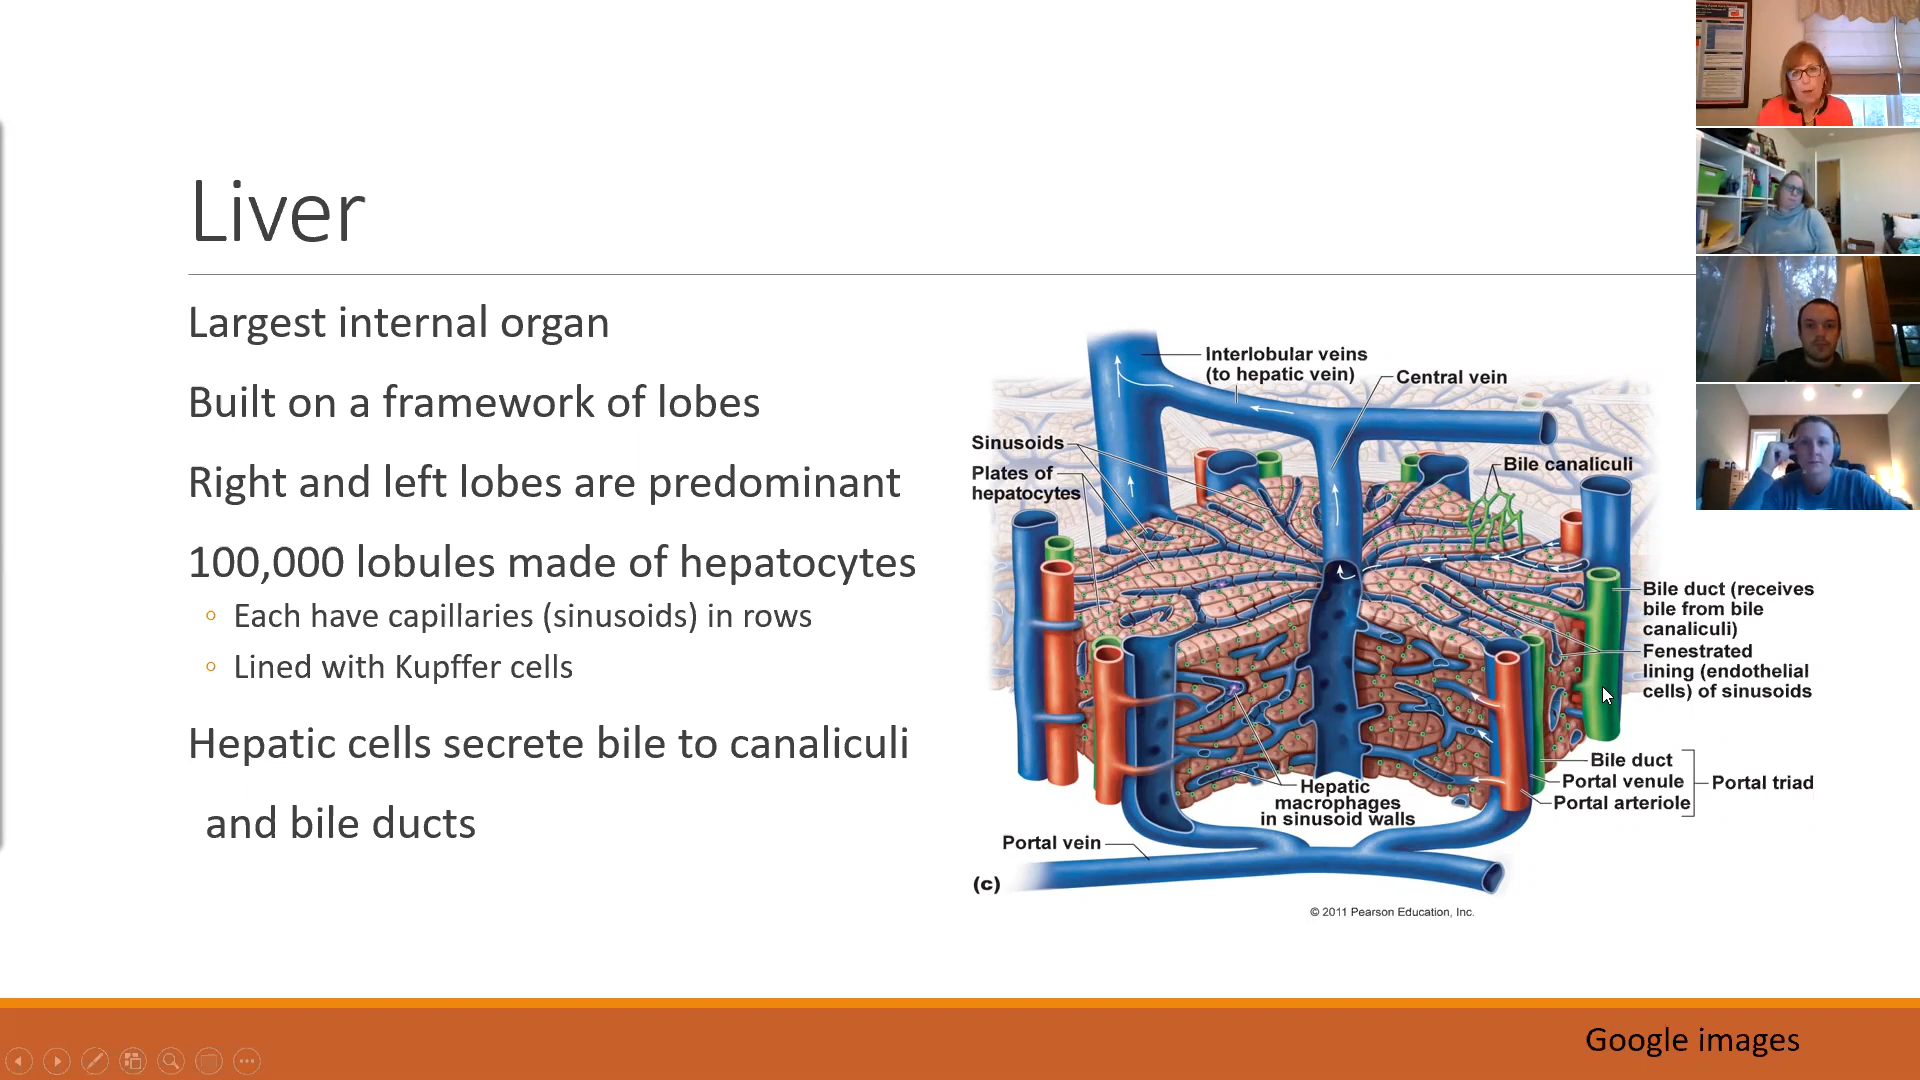 Liver
Largest internal organ
Built on a framework of lobes
Right and left lobes are predominant
100,000 lobules made of hepatocytes
Each have capillaries (sinusoids) in rows
Lined with Kupffer cells
Hepatic cells secrete bile to canaliculi
and bile ducts
Interlobular veins
(to hepatic vein)
Central vein
Sinusoids
Plates of
hepatocytes
Bile canaliculi
Bile duct (receives
bile from bile
canaliculi)
Fenestrated
lining (endothelial
cells) of sinusoids
Bile duct
Portal venule
Portal arteriole
Portal triad
Hepatic
macrophages
in sinusoid walls
Portal vein
(c)
© 2011 Pearson Education, Inc.
Google images